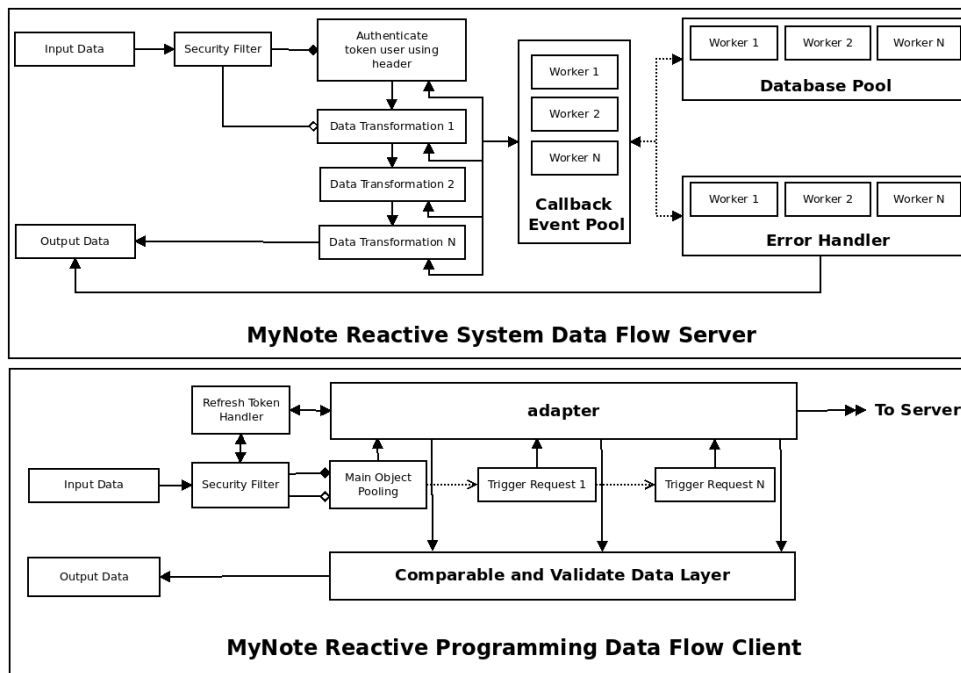 Input Data
Security Filter
Authenticate
token user using
header
Data Transformation 1
Data Transformation 2
Data Transformation N
Output Data
Worker 1
Worker 2
Worker N
Callback
Event Pool
Worker 1
Worker 2
Worker N
Database Pool
Worker 1
Worker 2
Worker N
Error Handler
MyNote Reactive System Data Flow Server
Refresh Token
Handler
adapter
To Server
Input Data
Security Filter
Main Object
Pooling
Trigger Request 1
Trigger Request N
Output Data
Comparable and Validate Data Layer
MyNote Reactive Programming Data Flow Client